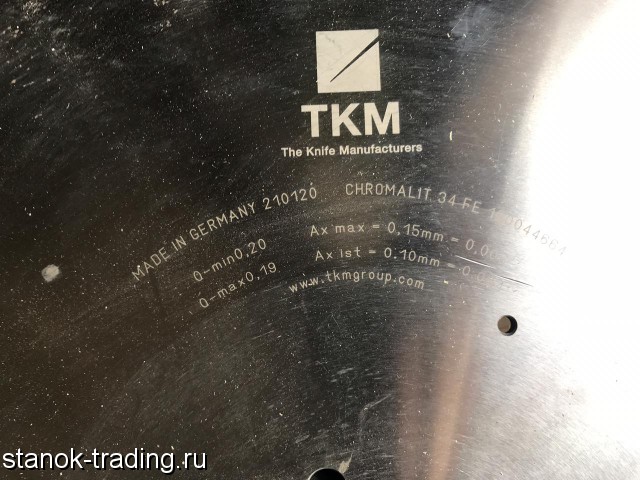 TKM
The Knife Manufacturers
MADE IN GERMANY 210120 CHROMALIT 34 FE
0-min0,20 Ax max = 0,15mm =
0-max0,19 Ax Ist = 0.10mm =
www.tkmgroup.com
stanok-trading.ru